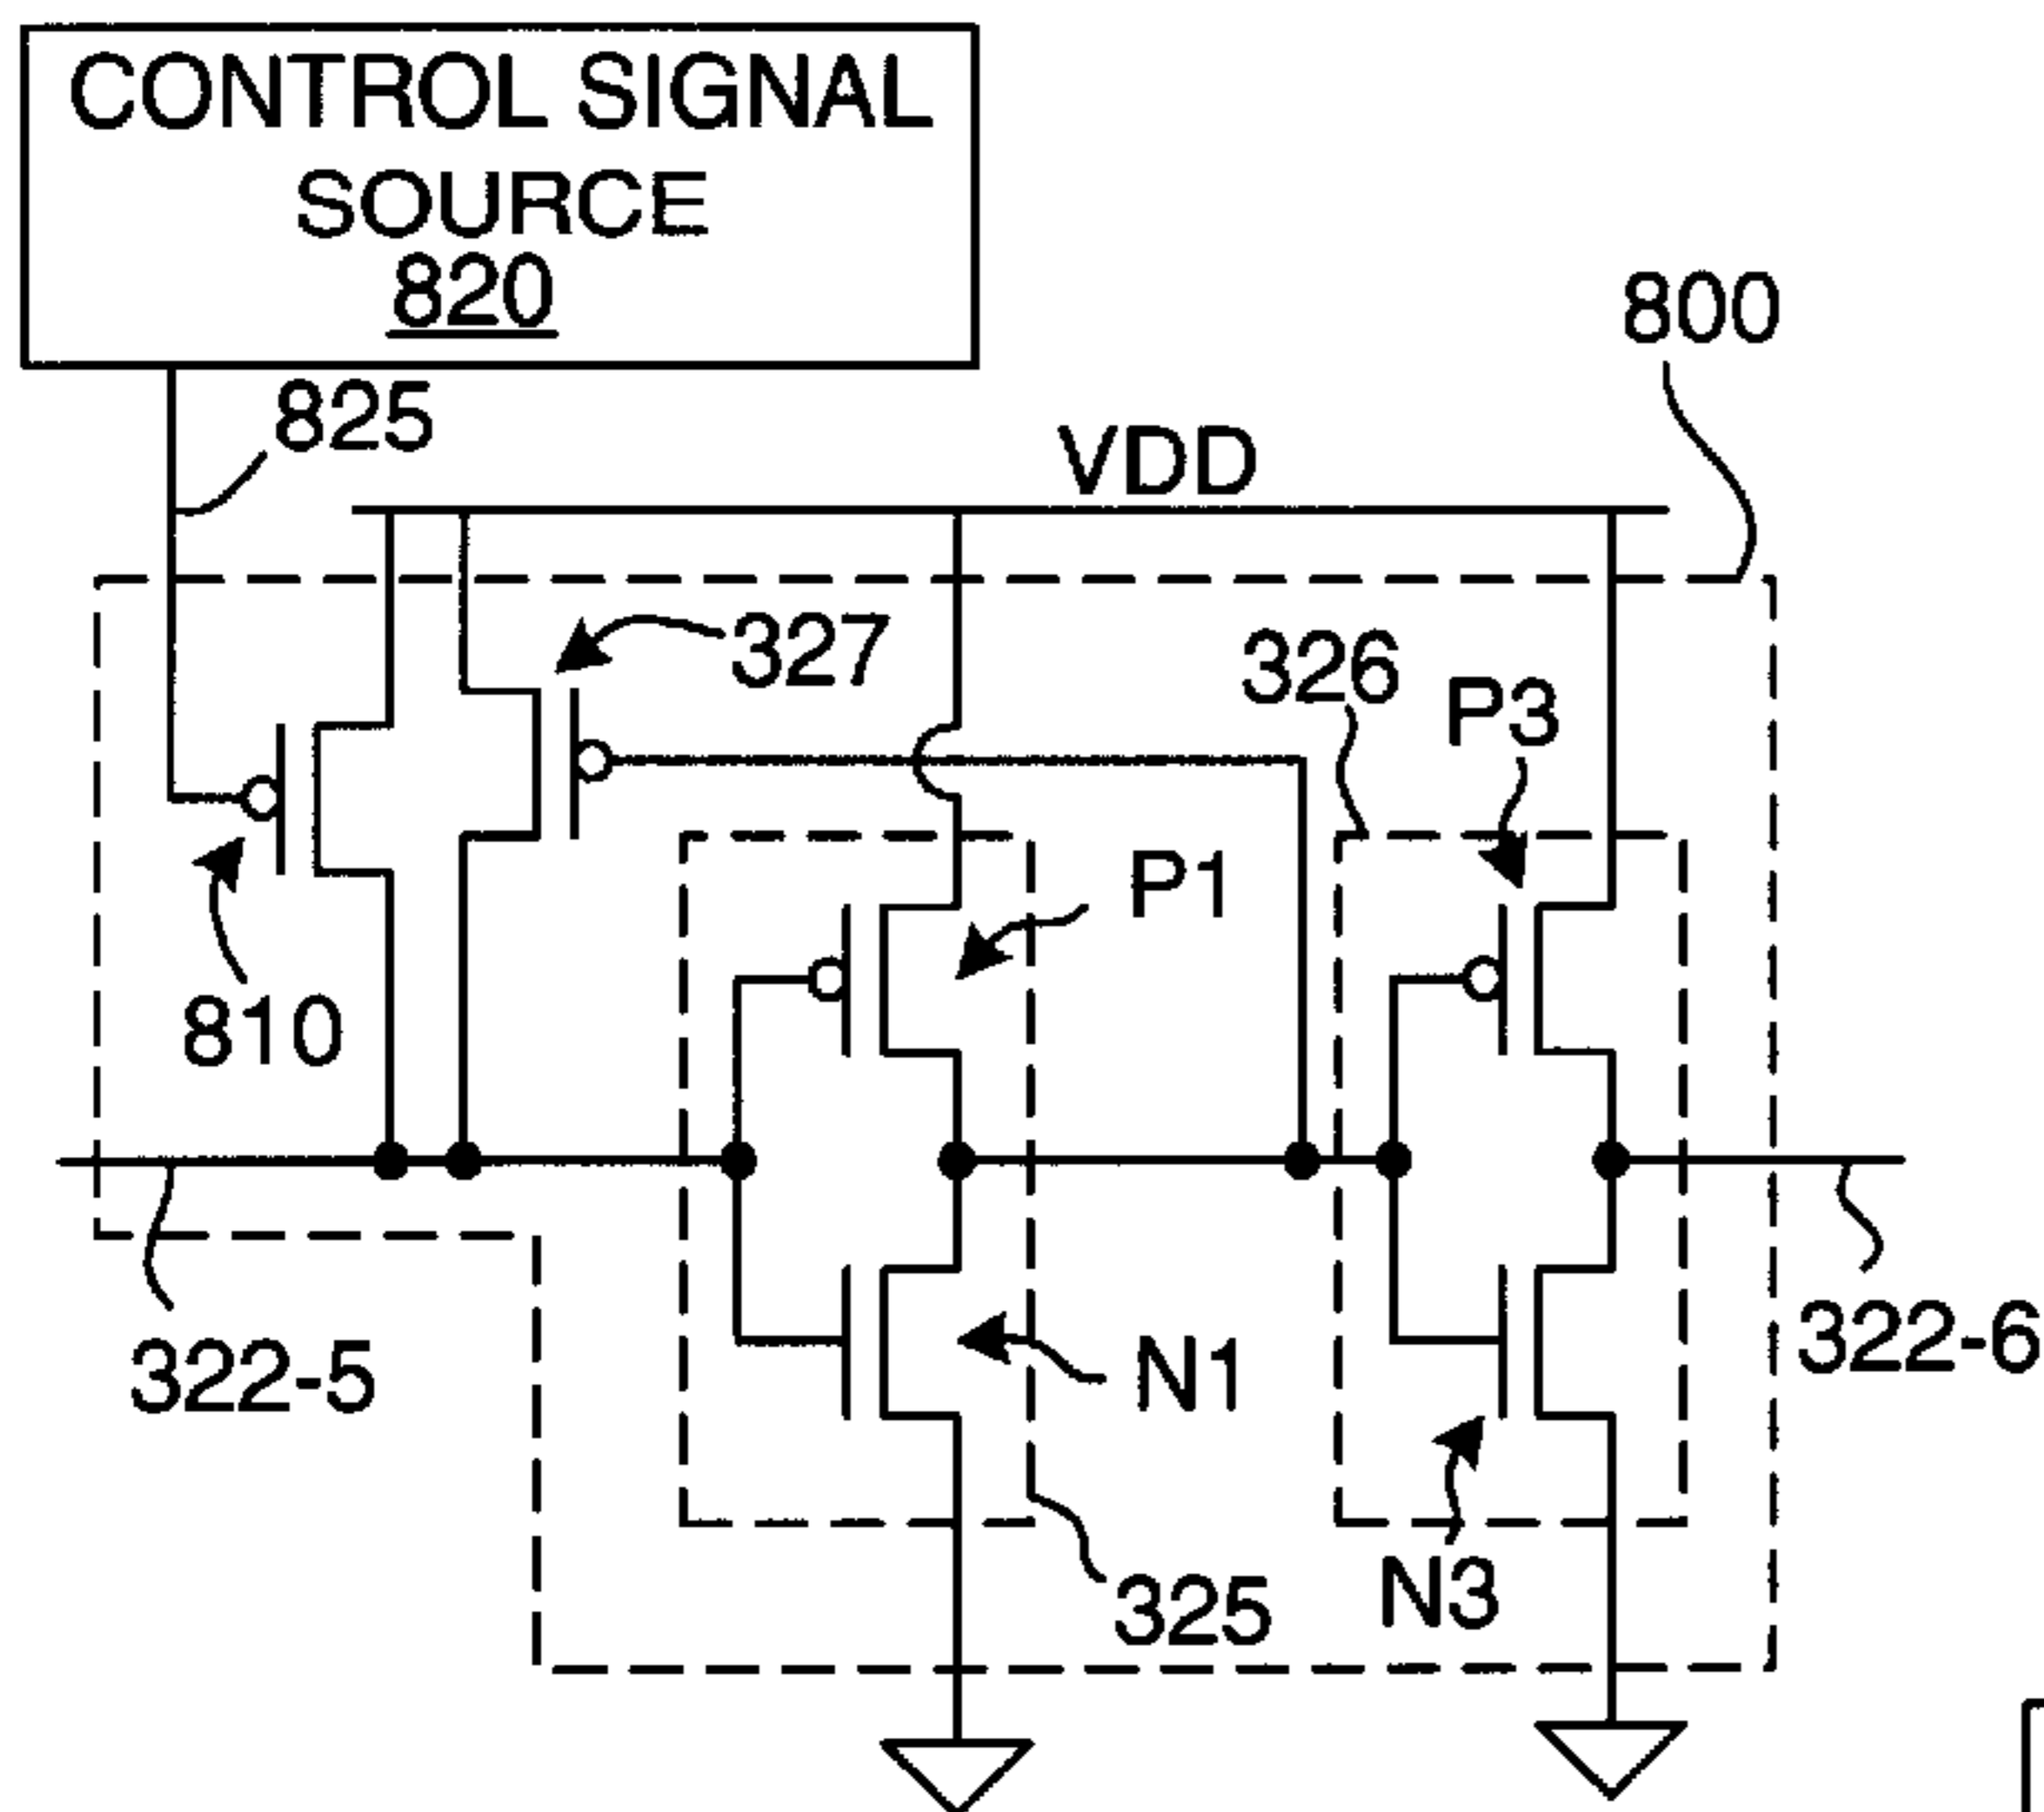 CONTROL SIGNAL
SOURCE
820
800
825
VDD
327
326
P3
P1
810
322-5
N1
322-6
325
N3